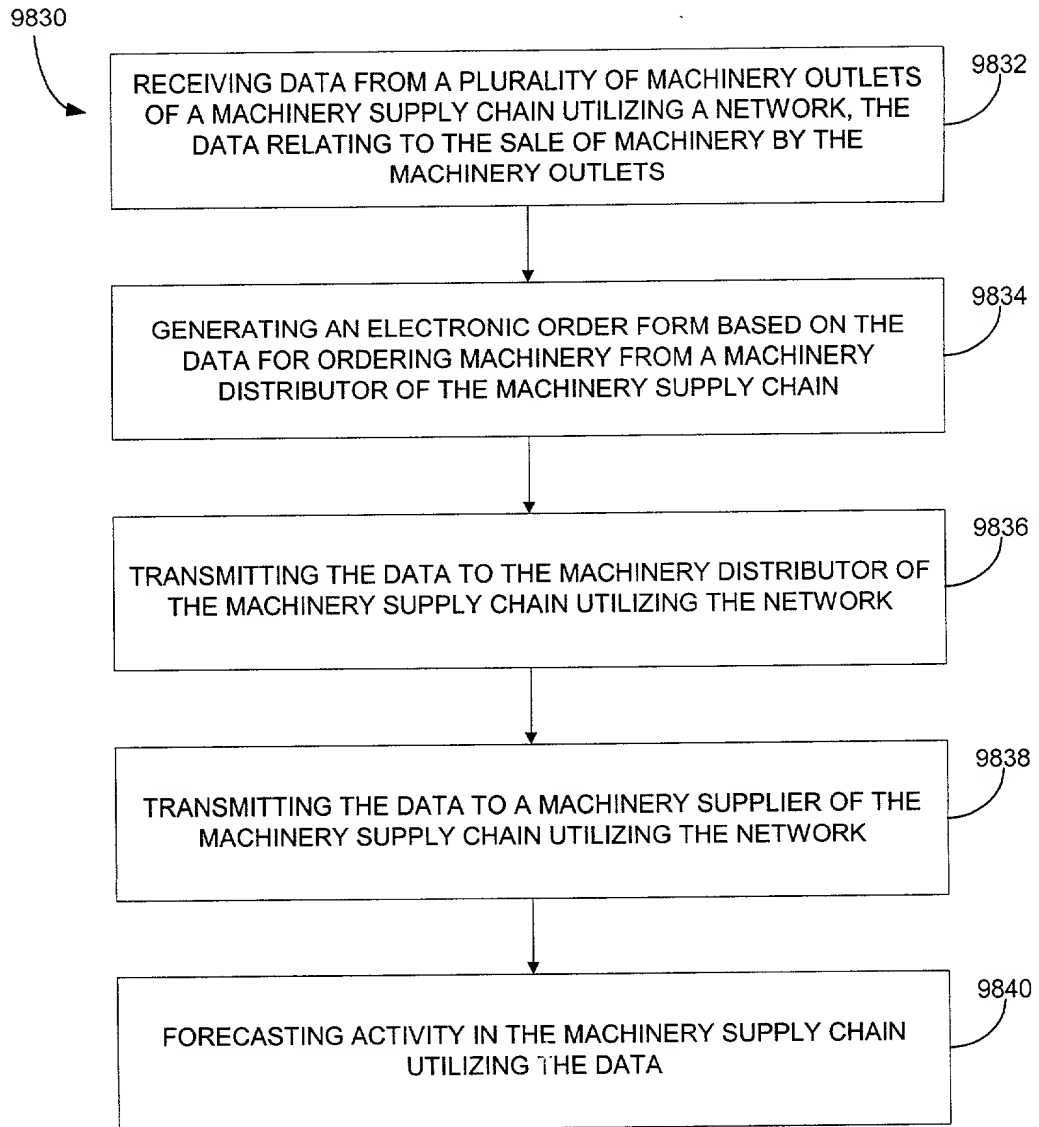 9830
RECEIVING DATA FROM A PLURALITY OF MACHINERY OUTLETS
OF A MACHINERY SUPPLY CHAIN UTILIZING A NETWORK, THE
DATA RELATING TO THE SALE OF MACHINERY BY THE
MACHINERY OUTLETS
9832
GENERATING AN ELECTRONIC ORDER FORM BASED ON THE
DATA FOR ORDERING MACHINERY FROM A MACHINERY
DISTRIBUTOR OF THE MACHINERY SUPPLY CHAIN
9834
TRANSMITTING THE DATA TO THE MACHINERY DISTRIBUTOR OF
THE MACHINERY SUPPLY CHAIN UTILIZING THE NETWORK
9836
TRANSMITTING THE DATA TO A MACHINERY SUPPLIER OF THE
MACHINERY SUPPLY CHAIN UTILIZING THE NETWORK
9838
FORECASTING ACTIVITY IN THE MACHINERY SUPPLY CHAIN
UTILIZING THE DATA
9840